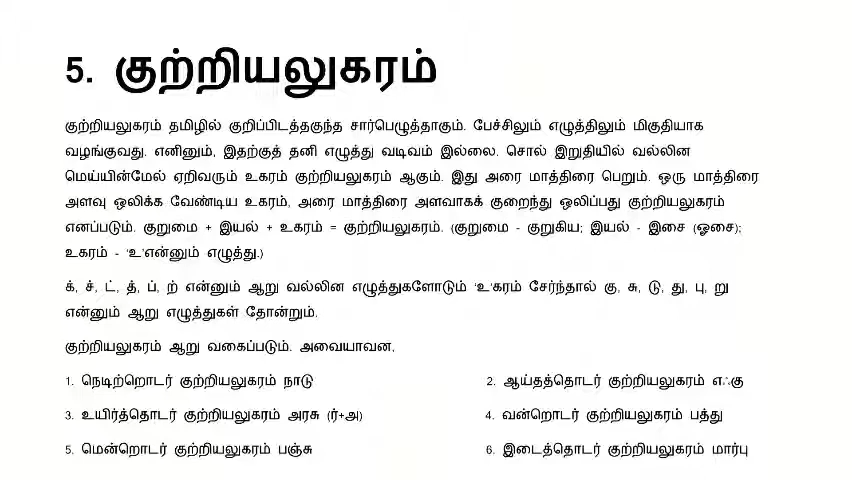 5. குற்றியலுகரம்
குற்றியலுகரம் தமிழில் குறிப்பிடத்தகுந்த சார்பெழுத்தாகும். பேச்சிலும் எழுத்திலும் மிகுதியாக
வழங்குவது. எனினும், இதற்குத் தனி எழுத்து வடிவம் இல்லை. சொல் இறுதியில் வல்லின
மெய்யின்மேல் ஏறிவரும் உகரம் குற்றியலுகரம் ஆகும். இது அரை மாத்திரை பெறும். ஒரு மாத்திரை
அளவு ஒலிக்க வேண்டிய உகரம், அரை மாத்திரை அளவாகக் குறைந்து ஒலிப்பது குற்றியலுகரம்
எனப்படும். குறுமை + இயல் + உகரம் = குற்றியலுகரம். (குறுமை - குறுகிய; இயல் - இசை (ஓசை);
உகரம் - ‘உ’என்னும் எழுத்து.)
க், ச், ட், த், ப், ற் என்னும் ஆறு வல்லின எழுத்துகளோடும் ‘உ’கரம் சேர்ந்தால் கு, சு, டு, து, பு, று
என்னும் ஆறு எழுத்துகள் தோன்றும்.
குற்றியலுகரம் ஆறு வகைப்படும். அவையாவன,
1. நெடிற்றொடர் குற்றியலுகரம் நாடு
2. ஆய்தத்தொடர் குற்றியலுகரம் எஃகு
3. உயிர்த்தொடர் குற்றியலுகரம் அரசு (ர்+அ)
4. வன்றொடர் குற்றியலுகரம் பத்து
5. மென்றொடர் குற்றியலுகரம் பஞ்சு
6. இடைத்தொடர் குற்றியலுகரம் மார்பு